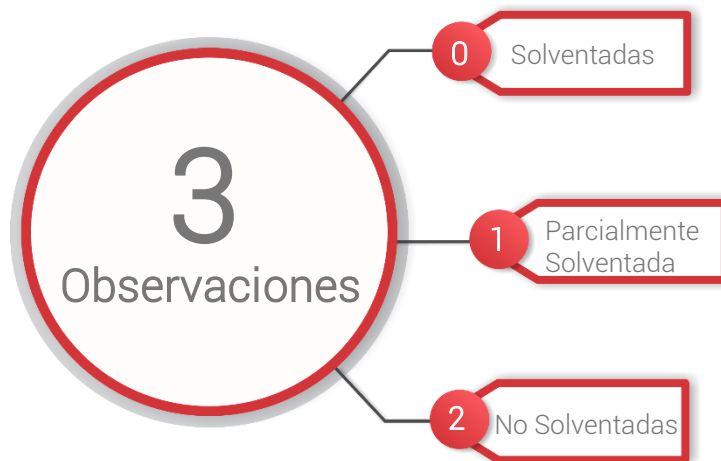 3
Observaciones
0
Solventadas
1
Parcialmente
Solventada
2
No Solventadas